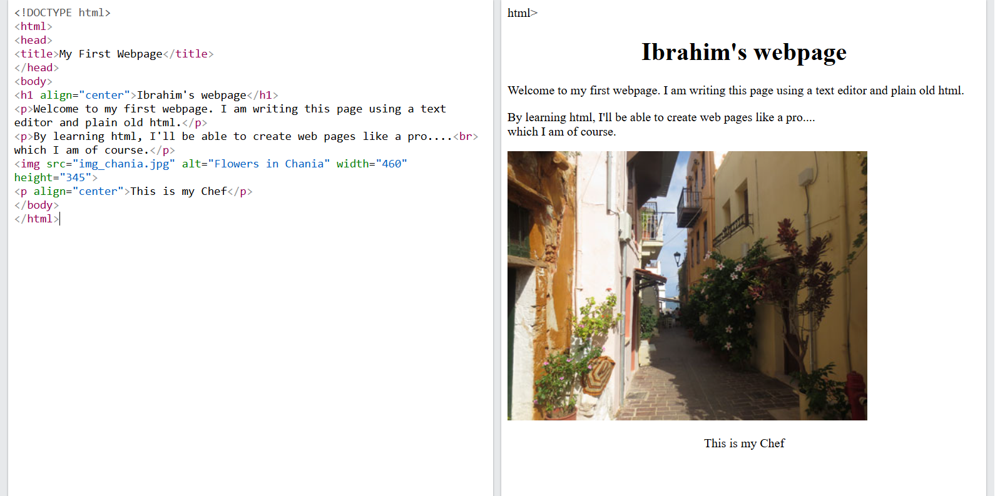 <!DOCTYPE html>
<html>
<head>
<title>My First Webpage</title>
</head>
<body>
<h1 align="center">Ibrahim's webpage</h1>
<p>Welcome to my first webpage. I am writing this page using a text
editor and plain old html.</p>
<p>By learning html, I'll be able to create web pages like a pro....<br>
which I am of course.</p>
<img src="img_chania.jpg" alt="Flowers in Chania" width="460"
height="345">
<p align="center">This is my Chef</p>
</body>
</html>
html>
Ibrahim's webpage
Welcome to my first webpage. I am writing this page using a text editor and plain old html.
By learning html, I'll be able to create web pages like a pro....
which I am of course.
This is my Chef